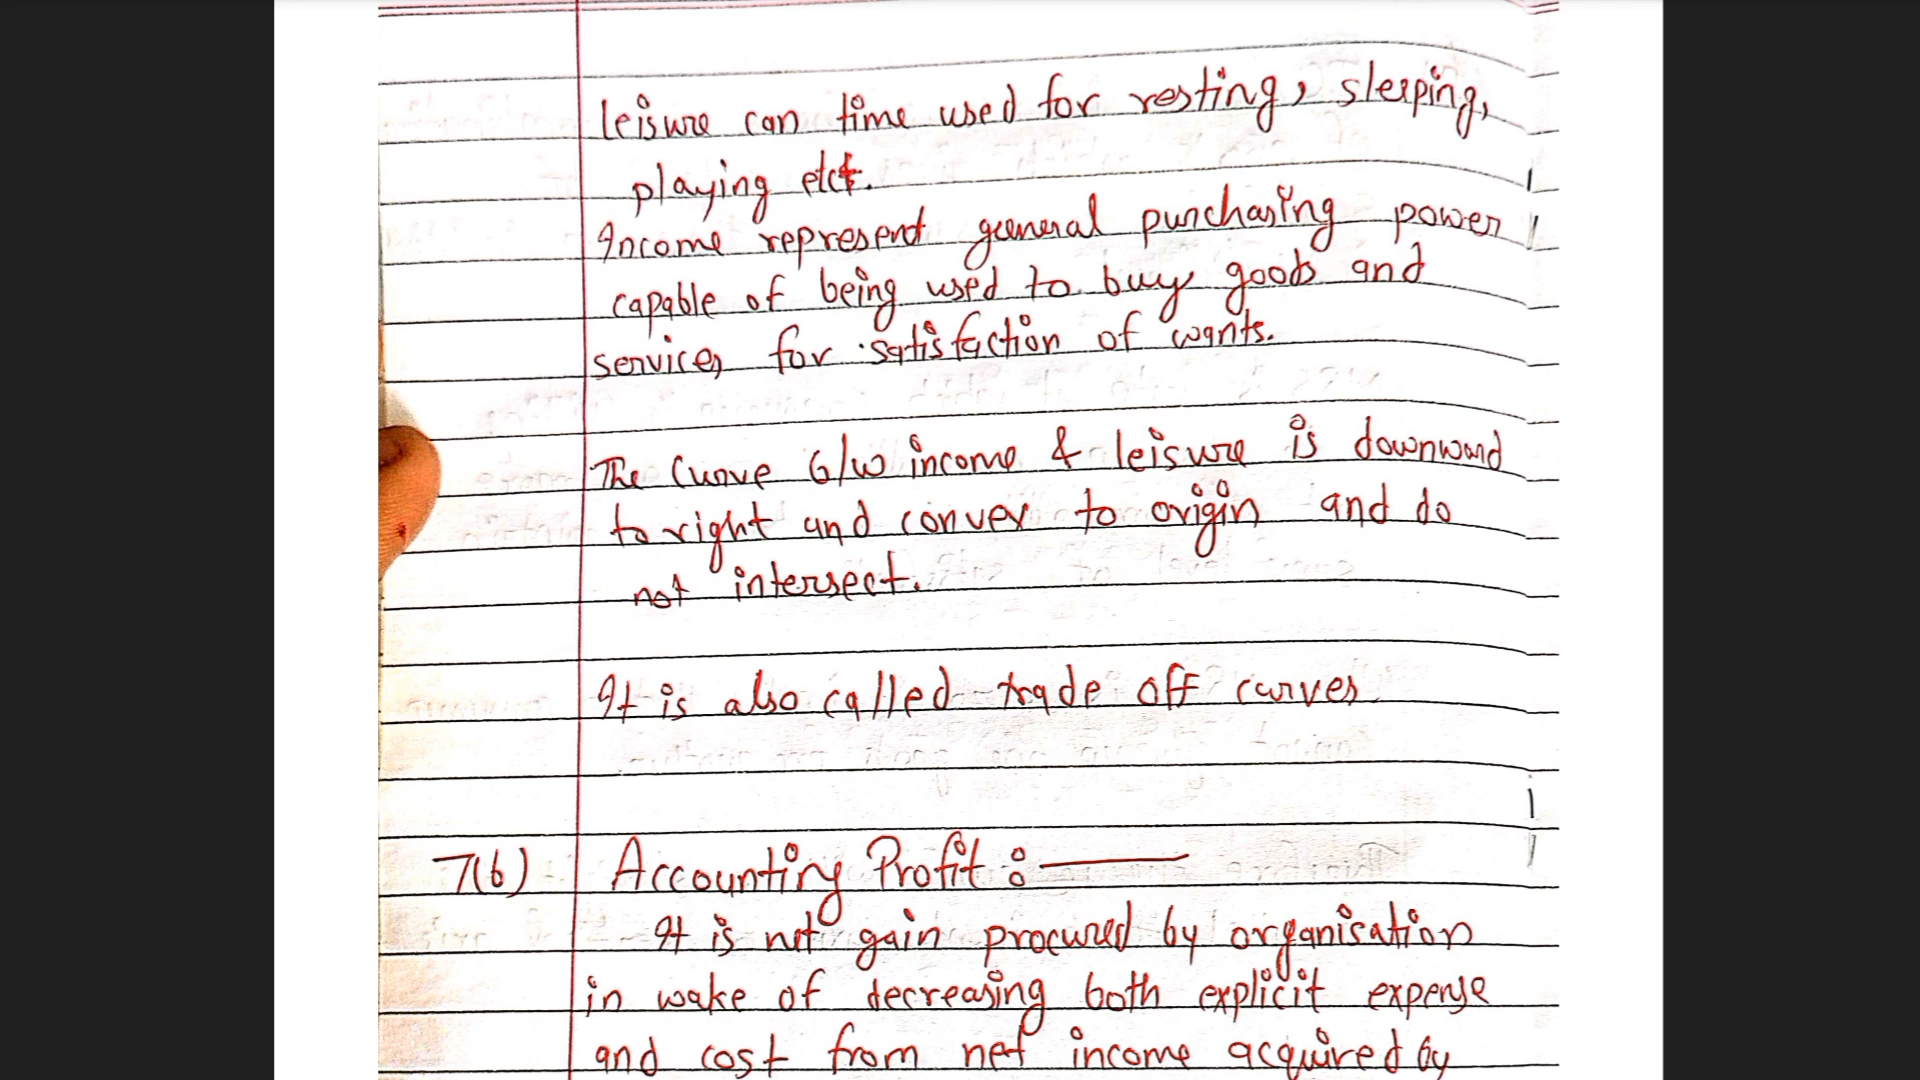 leisure can time used for resting, sleeping,
playing etc.
Income represent general purchasing power
capable of being used to buy goods and
services for satisfaction of wants.
The Curve b/w income & leisure is downward
to right and convex to origin and do
not intersect.
It is also called trade off curves
7(b) Accounting Profit :
It is net gain procured by organisation
in wake of decreasing both explicit expense
and cost from net income acquired by